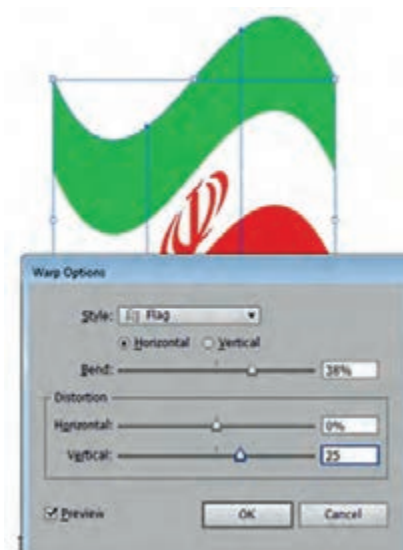 Warp Options
Style: Flag
Horizontal Vertical
Bend: 38%
Distortion
Horizontal: 0%
Vertical: 25
Preview OK Cancel